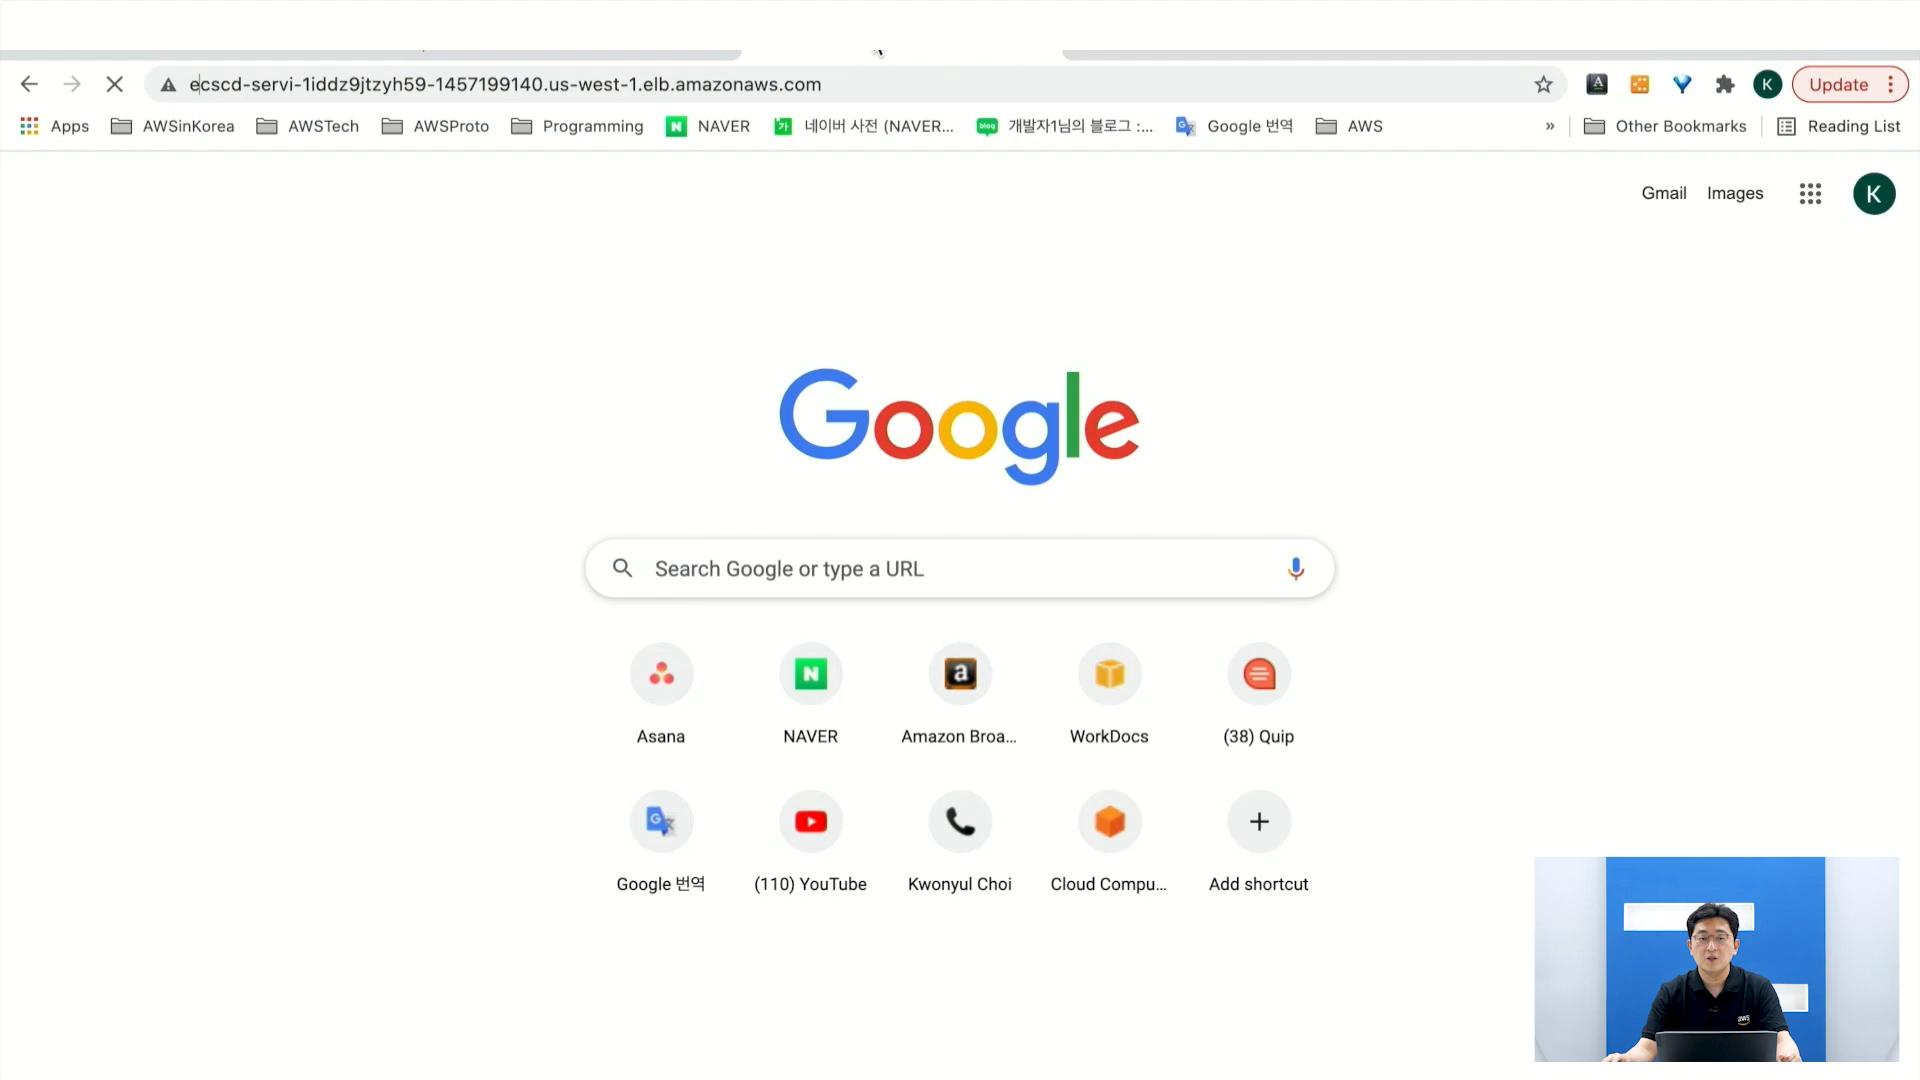 ecscd-servi-1iddz9jtzyh59-1457199140.us-west-1.elb.amazonaws.com
K
Update
Apps
AWSinKorea
AWSTech
AWSProto
Programming
N
NAVER
가
네이버 사전 (NAVER...
blog
개발자1님의 블로그 :...
Google 번역
AWS
»
Other Bookmarks
Reading List
Gmail
Images
K
Google
Search Google or type a URL
Asana
NAVER
Amazon Broa...
WorkDocs
(38) Quip
Google 번역
(110) YouTube
Kwonyul Choi
Cloud Compu...
Add shortcut
aws